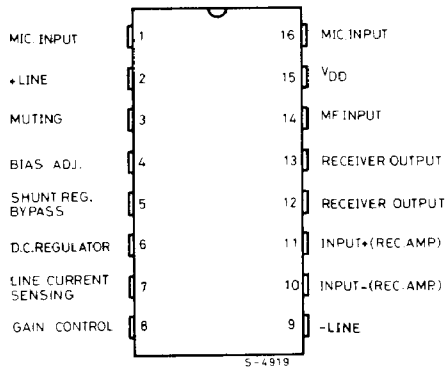 MIC. INPUT 1 16 MIC. INPUT
+LINE 2 15 VDD
MUTING 3 14 MF INPUT
BIAS ADJ. 4 13 RECEIVER OUTPUT
SHUNT REG.
BYPASS 5 12 RECEIVER OUTPUT
D.C. REGULATOR 6 11 INPUT+(REC. AMP.)
LINE CURRENT
SENSING 7 10 INPUT-(REC. AMP.)
GAIN CONTROL 8 9 -LINE
S-4919